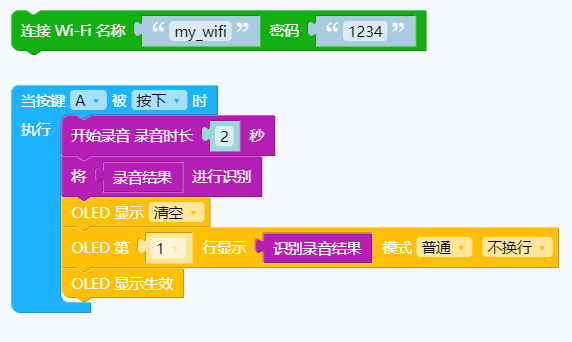 连接 Wi-Fi 名称 “ my_wifi ” 密码 “ 1234 ”
当按键 A 被 按下 时
执行 开始录音 录音时长 2 秒
将 录音结果 进行识别
OLED 显示 清空
OLED 第 1 行显示 识别录音结果 模式 普通 不换行
OLED 显示生效